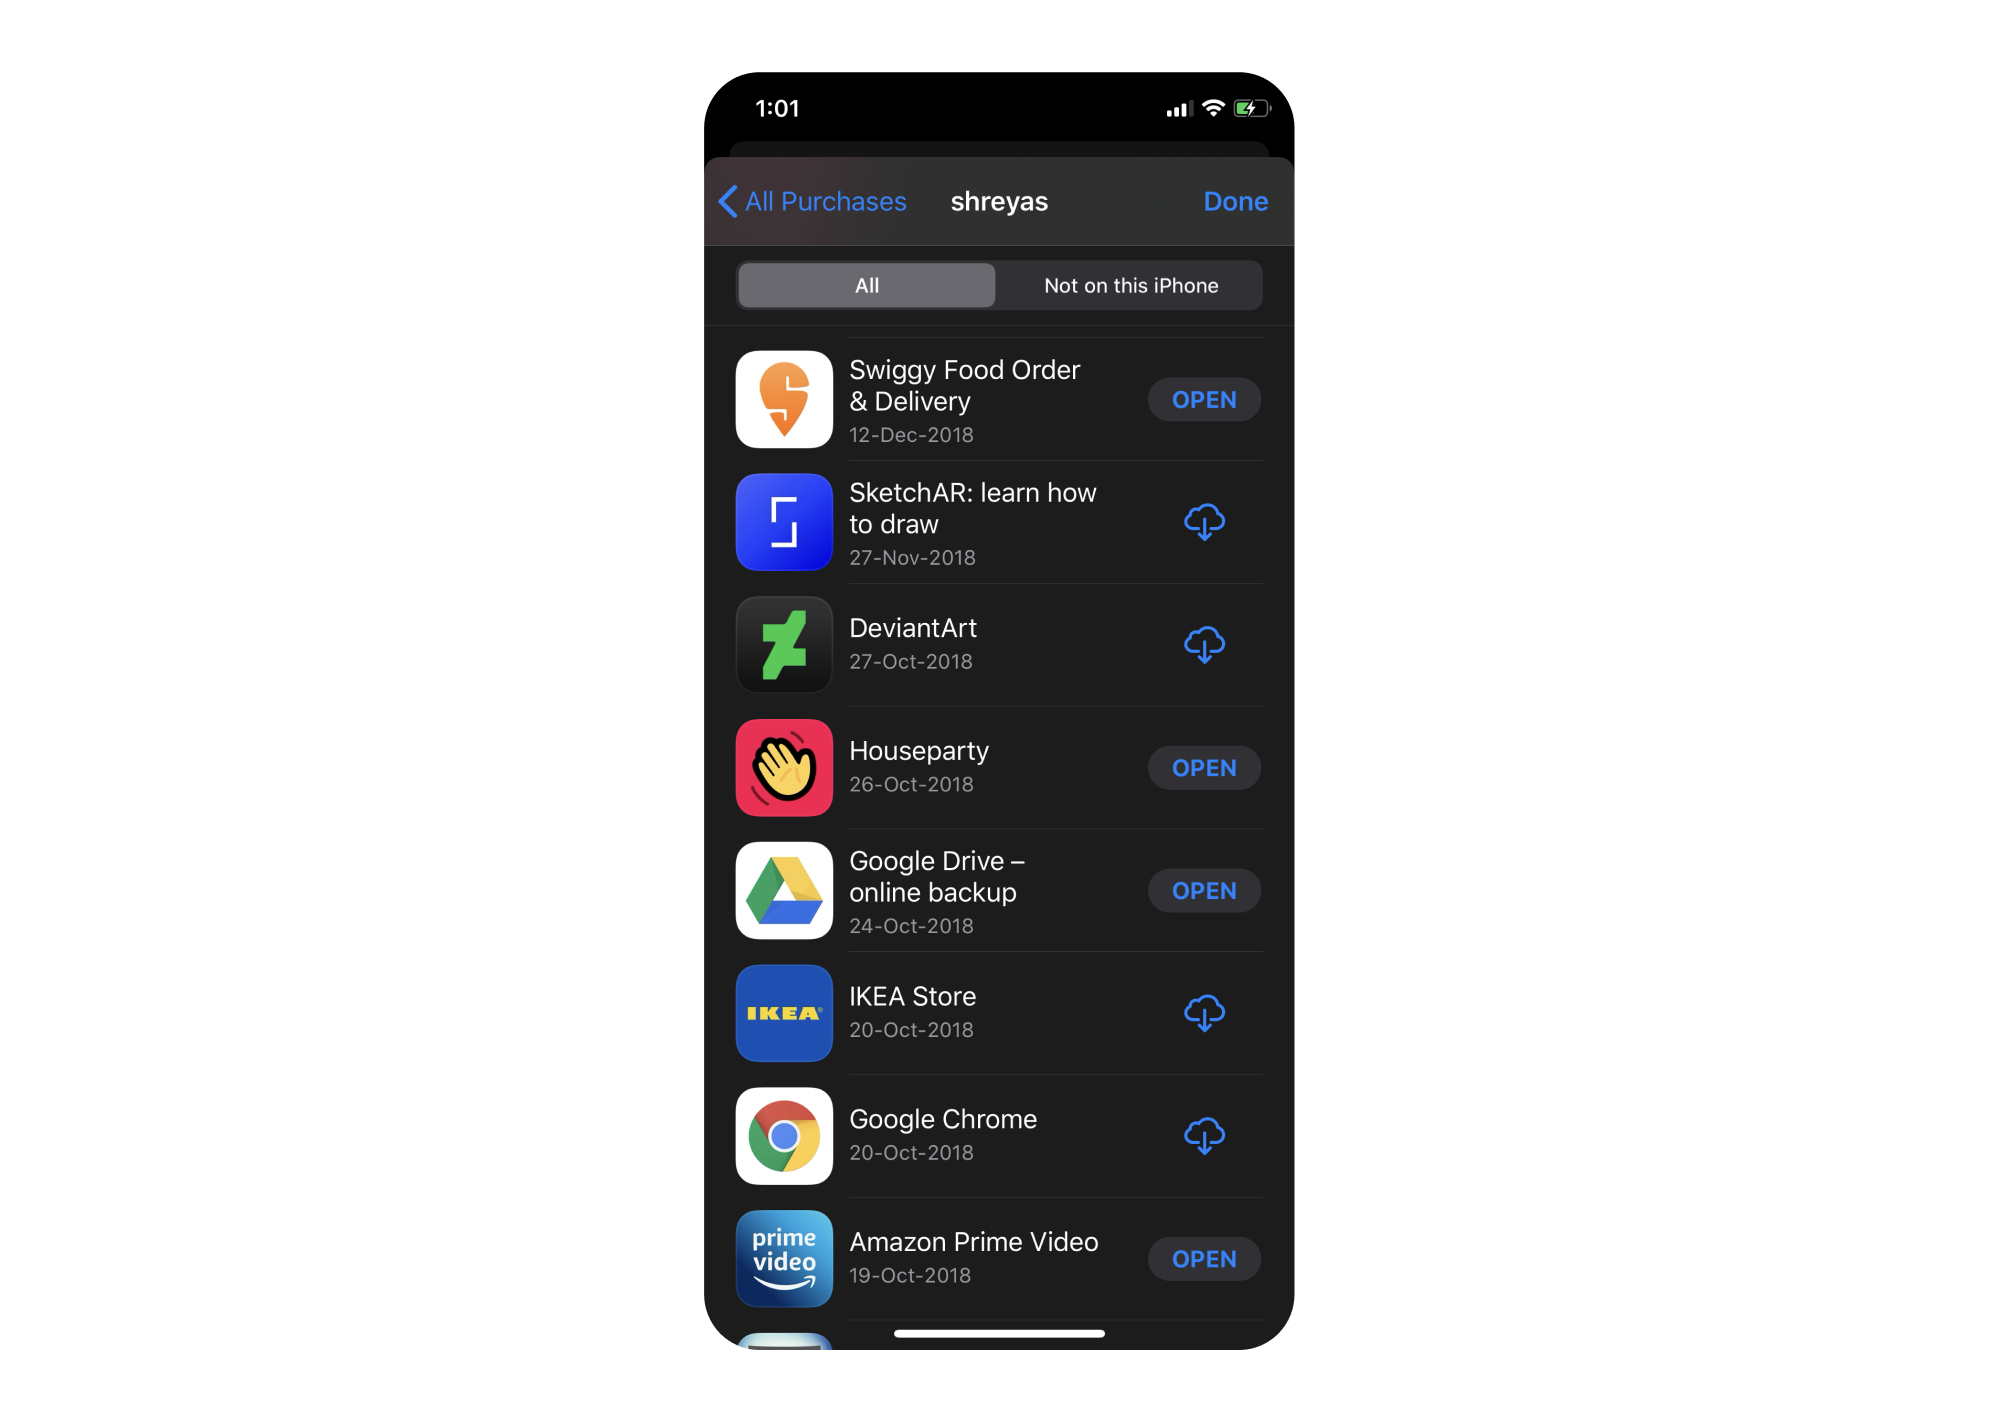 1:01
All Purchases shreyas Done
All Not on this iPhone
Swiggy Food Order
& Delivery
OPEN
12-Dec-2018
SketchAR: learn how
to draw
27-Nov-2018
DeviantArt
27-Oct-2018
Houseparty
OPEN
26-Oct-2018
Google Drive –
online backup
OPEN
24-Oct-2018
IKEA
IKEA Store
20-Oct-2018
Google Chrome
20-Oct-2018
prime
video
Amazon Prime Video
OPEN
19-Oct-2018